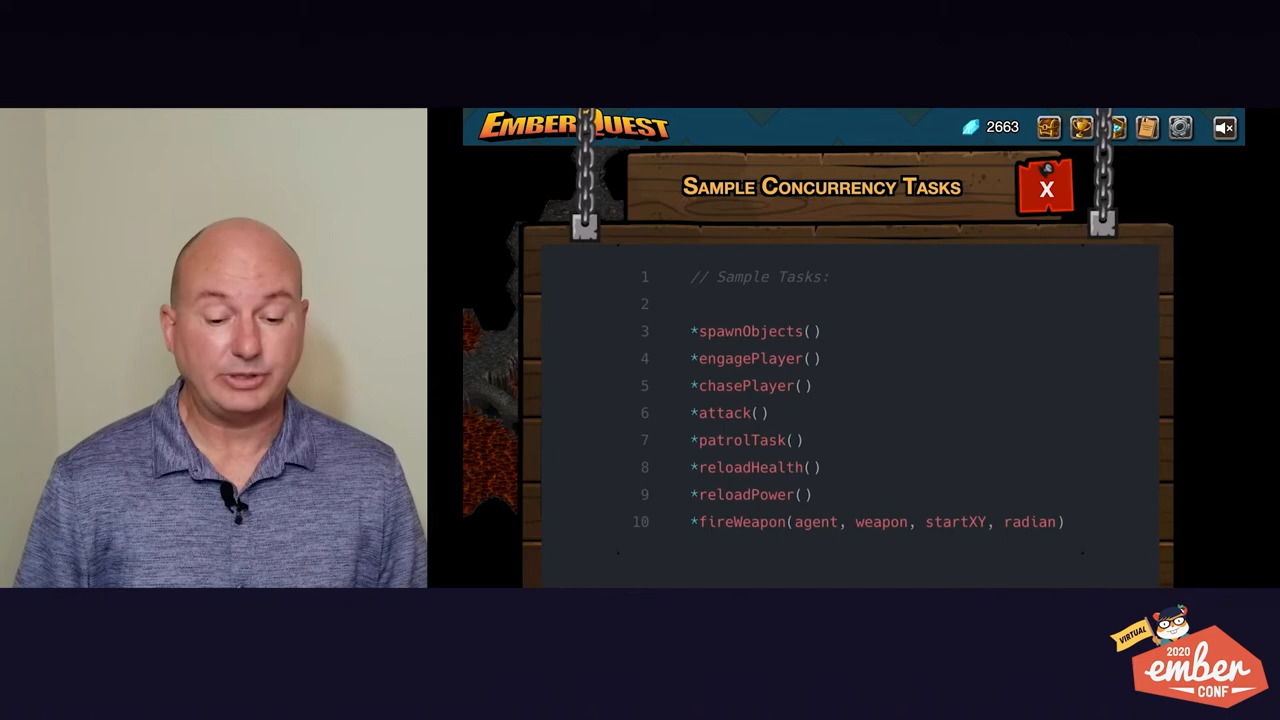 EMBERQUEST
2663
SAMPLE CONCURRENCY TASKS
X
1 // Sample Tasks:
2
3 *spawnObjects()
4 *engagePlayer()
5 *chasePlayer()
6 *attack()
7 *patrolTask()
8 *reloadHealth()
9 *reloadPower()
10 *fireWeapon(agent, weapon, startXY, radian)
VIRTUAL
2020
ember
CONF